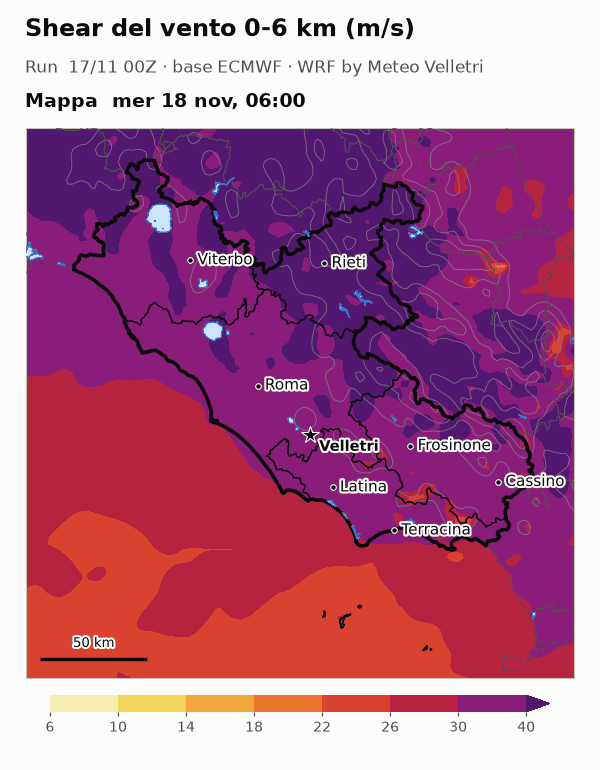 Shear del vento 0-6 km (m/s)
Run  17/11 00Z · base ECMWF · WRF by Meteo Velletri
Mappa  mer 18 nov, 06:00
Viterbo
Rieti
Roma
Velletri
Frosinone
Latina
Cassino
Terracina
50 km
6 10 14 18 22 26 30 40